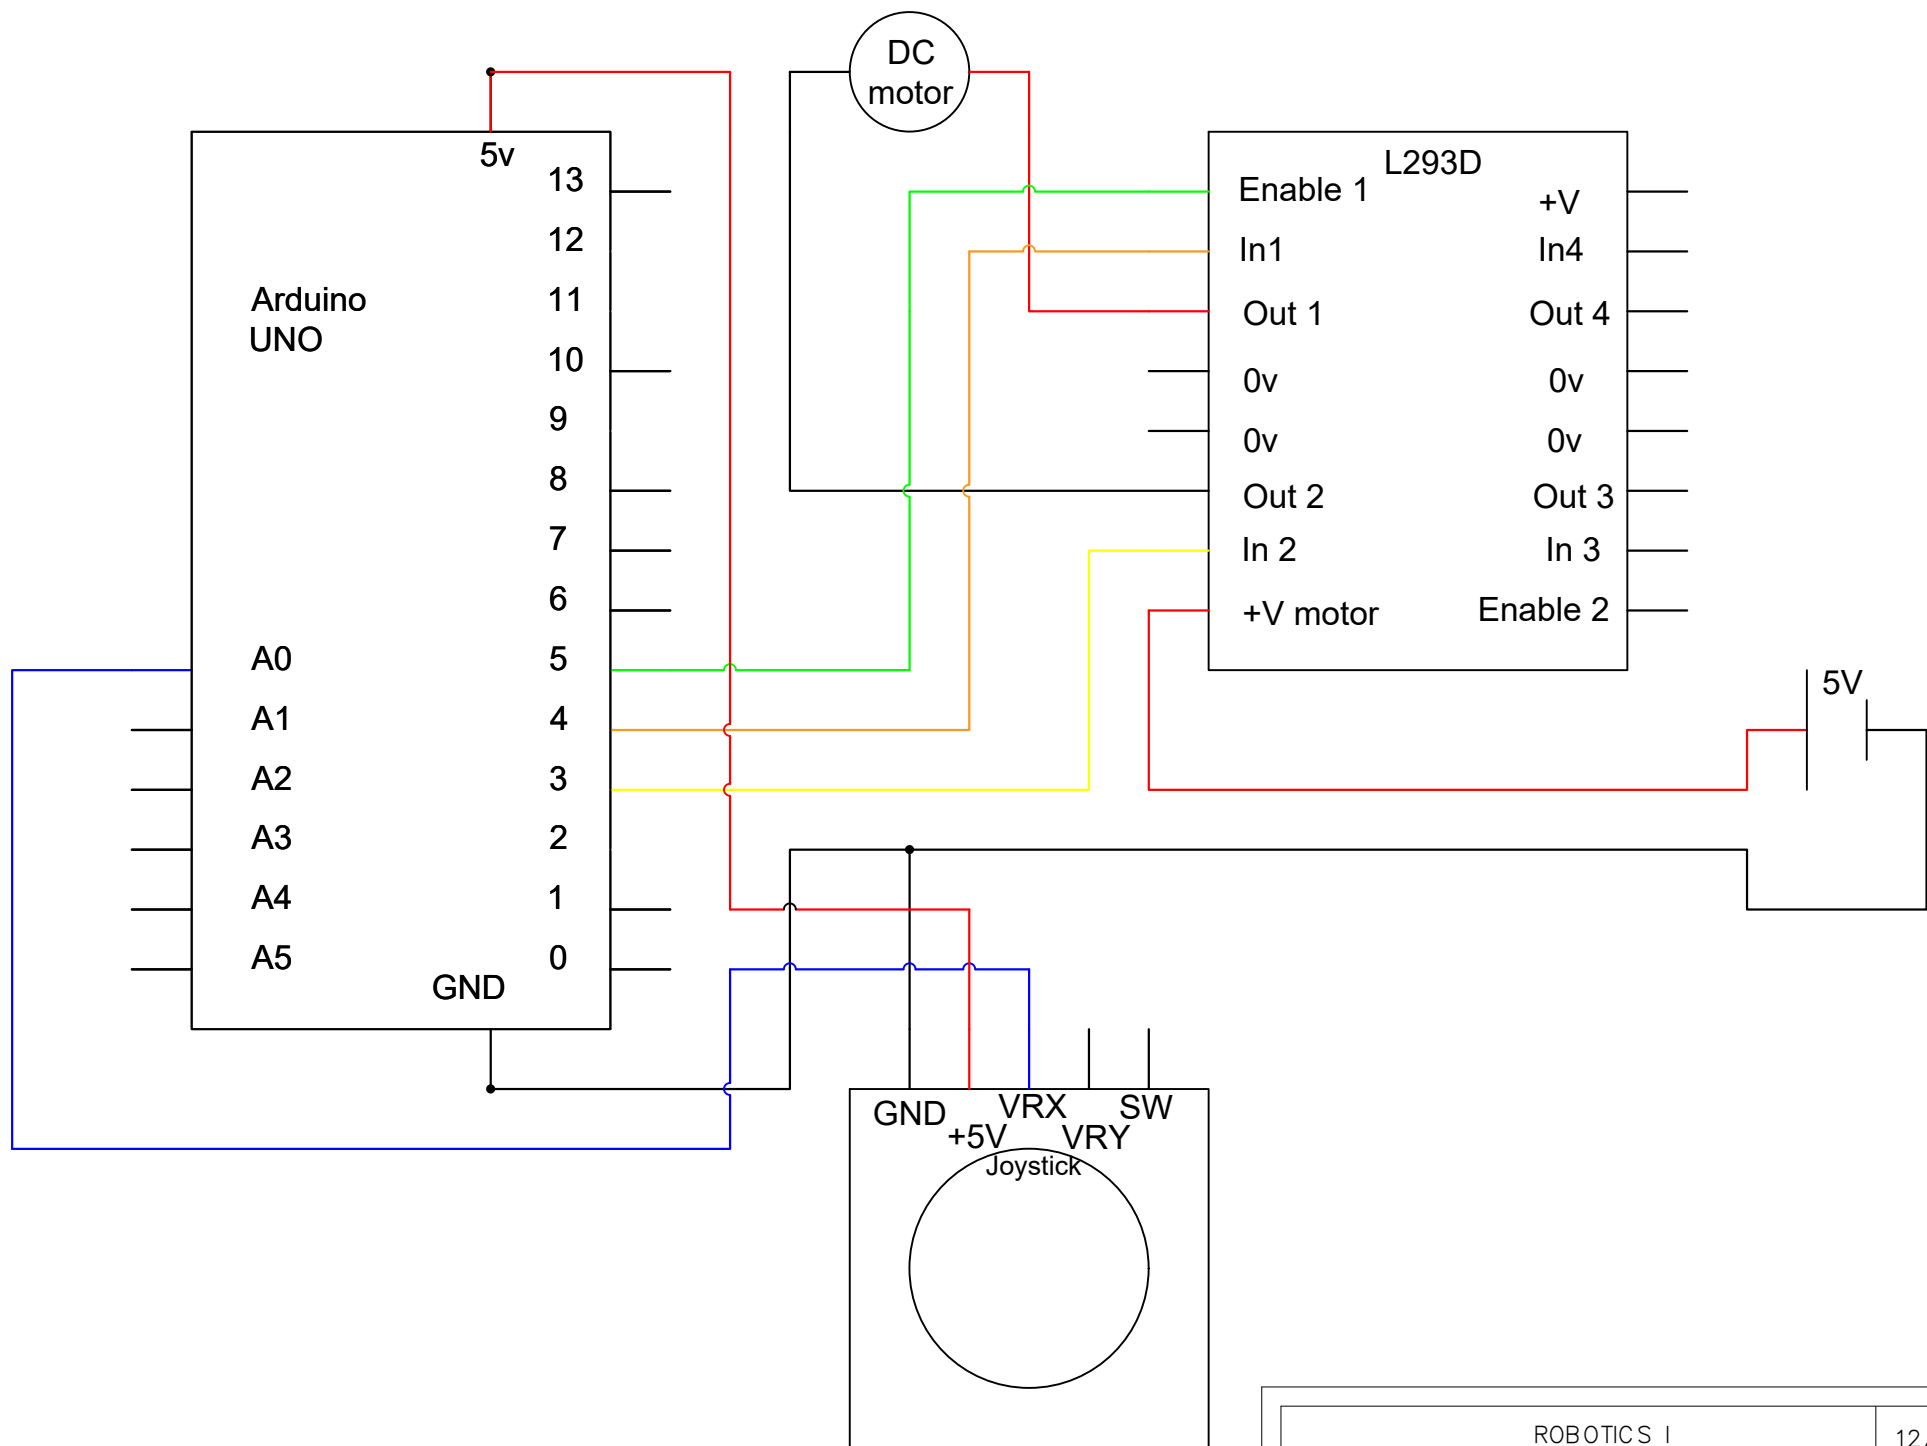 DC
motor
5v
13
12
11
10
9
8
7
6
5
4
3
2
1
0
Arduino
UNO
A0
A1
A2
A3
A4
A5
GND
L293D
Enable 1
In1
Out 1
0v
0v
Out 2
In 2
+V motor
+V
In4
Out 4
0v
0v
Out 3
In 3
Enable 2
5V
GND
+5V
VRX
VRY
SW
Joystick
ROBOTICS I